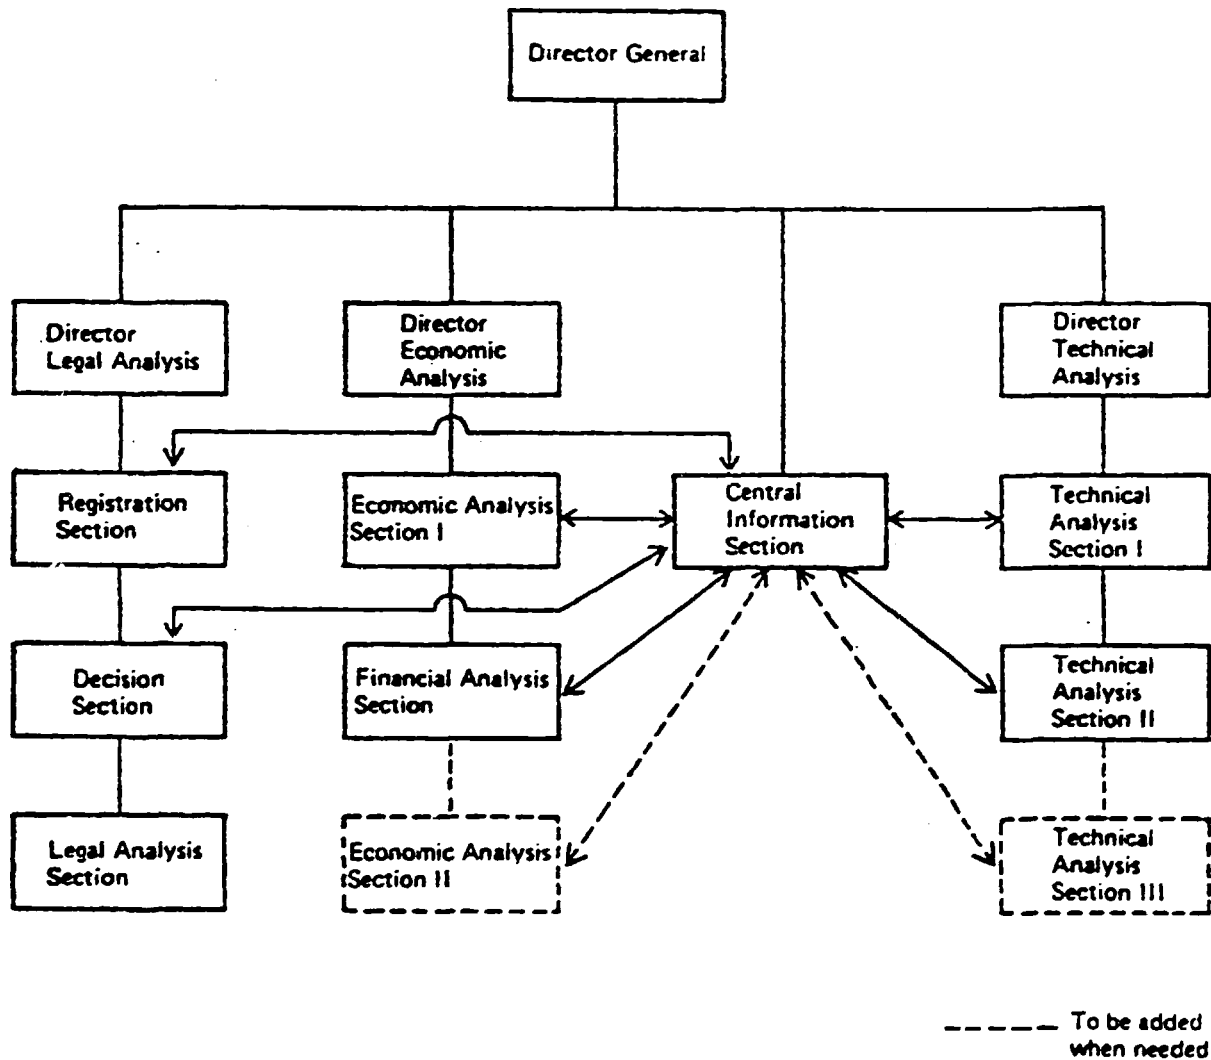 Director General
Director
Legal Analysis
Director
Economic
Analysis
Director
Technical
Analysis
Registration
Section
Economic Analysis
Section I
Central
Information
Section
Technical
Analysis
Section I
Decision
Section
Financial Analysis
Section
Technical
Analysis
Section II
Legal Analysis
Section
Economic Analysis
Section II
Technical
Analysis
Section III
To be added
when needed